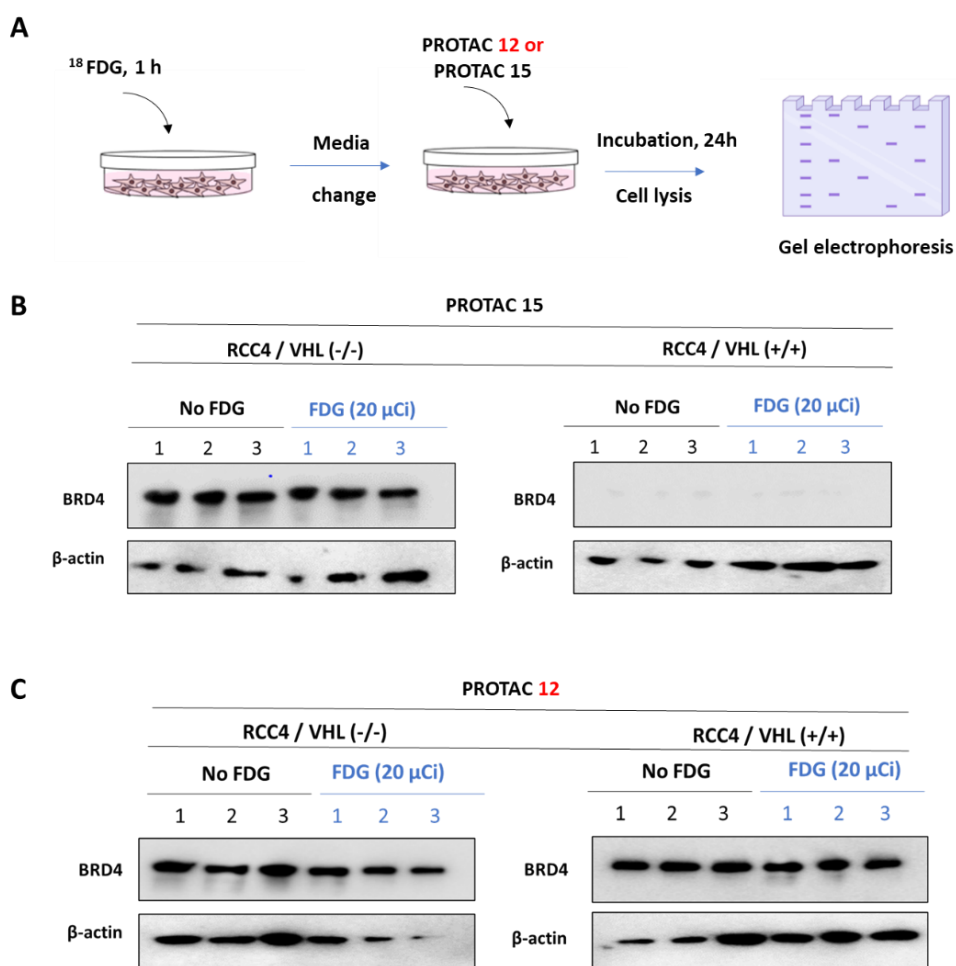 A
¹⁸ FDG, 1 h
PROTAC 12 or
PROTAC 15
Media
change
Incubation, 24h
Cell lysis
Gel electrophoresis
B
PROTAC 15
RCC4 / VHL (-/-)
RCC4 / VHL (+/+)
No FDG
FDG (20 µCi)
No FDG
FDG (20 µCi)
1 2 3 1 2 3
1 2 3 1 2 3
BRD4
BRD4
β-actin
β-actin
C
PROTAC 12
RCC4 / VHL (-/-)
RCC4 / VHL (+/+)
No FDG
FDG (20 µCi)
No FDG
FDG (20 µCi)
1 2 3 1 2 3
1 2 3 1 2 3
BRD4
BRD4
β-actin
β-actin